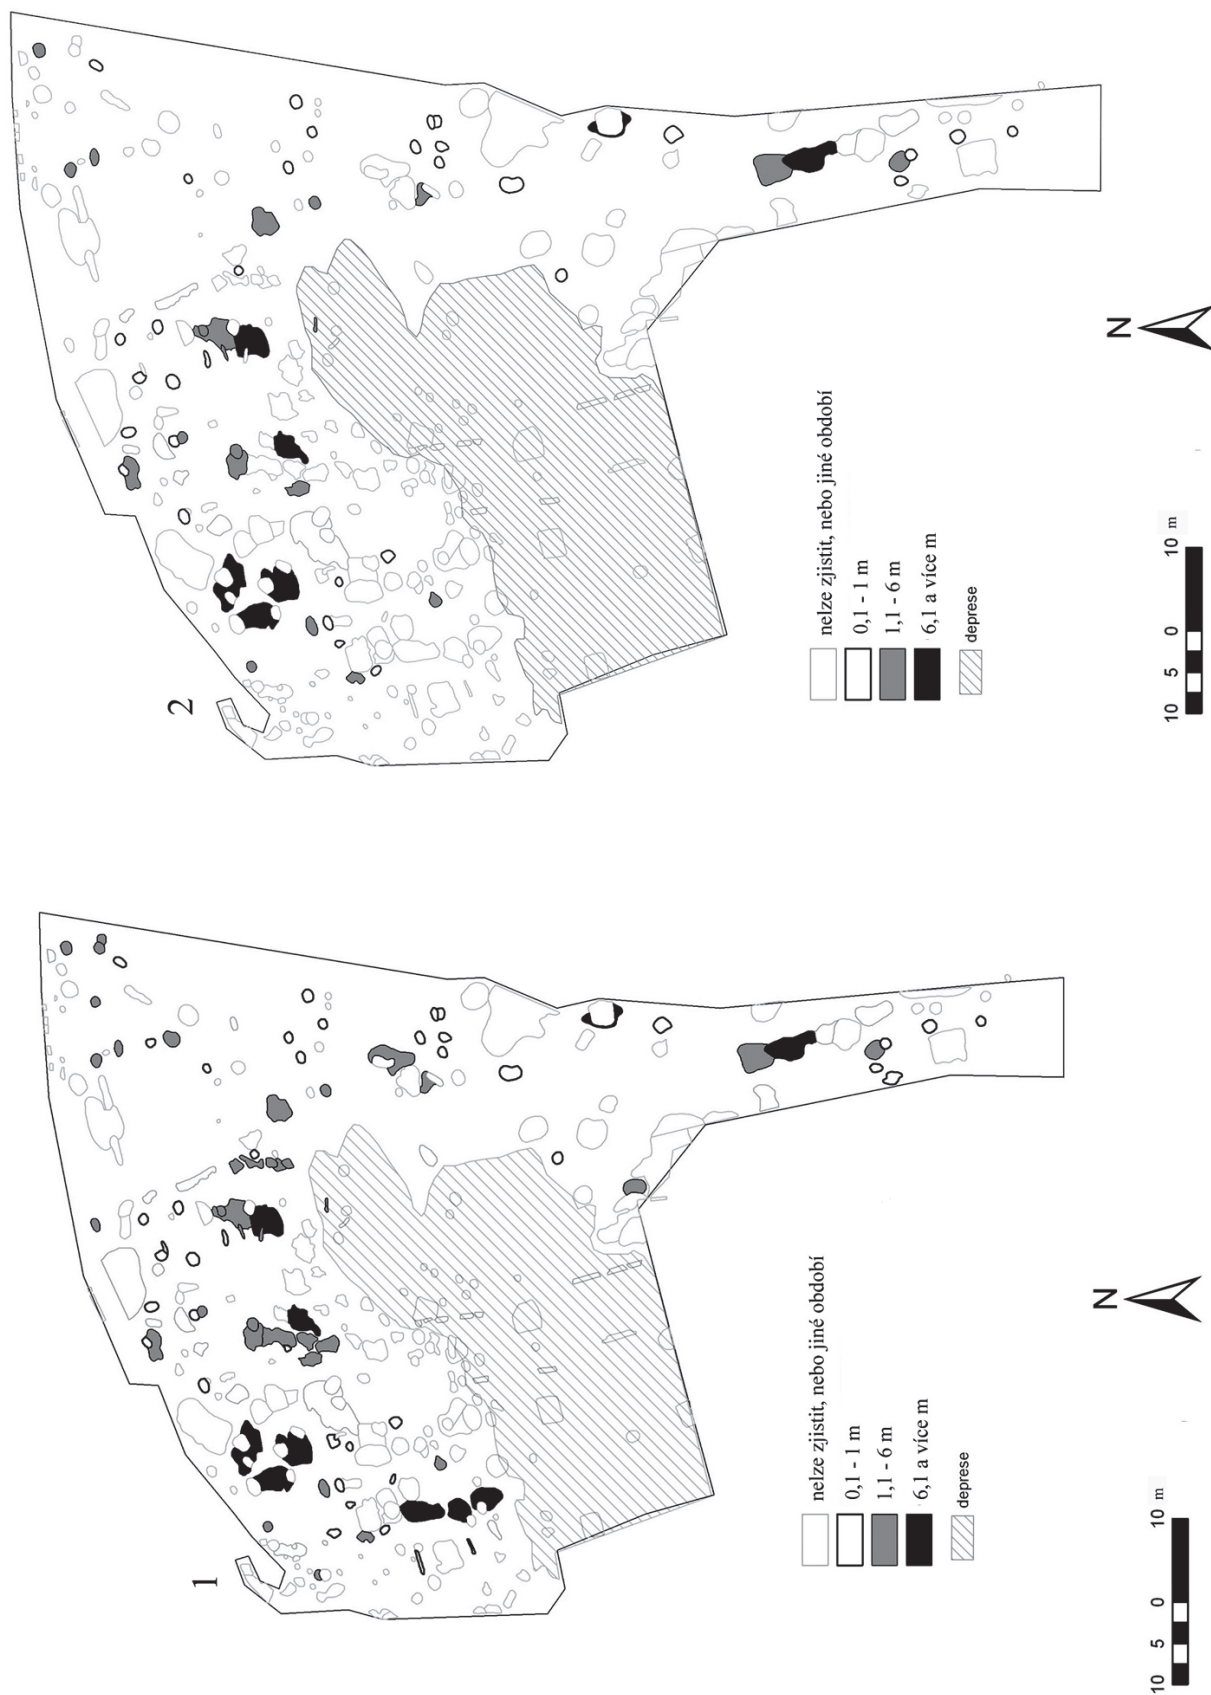 1
nelze zjistit, nebo jiné období
0,1 - 1 m
1,1 - 6 m
6,1 a více m
deprese
N
10 5 0 10 m
2
nelze zjistit, nebo jiné období
0,1 - 1 m
1,1 - 6 m
6,1 a více m
deprese
N
10 5 0 10 m